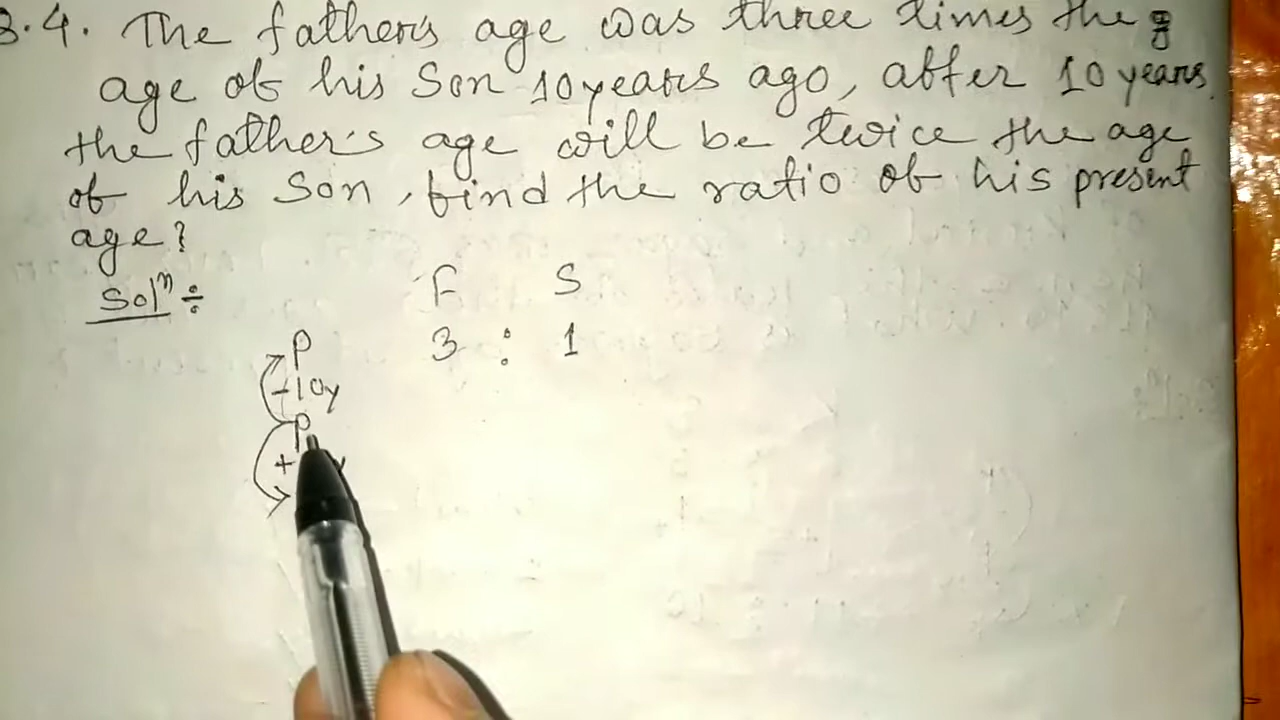 3.4. The father's age was three times the
age of his Son 10 years ago, after 10 years
the father's age will be twice the age
of his Son, find the ratio of his present
age?
Solⁿ÷
F S
P 3 : 1
-10y
P
+